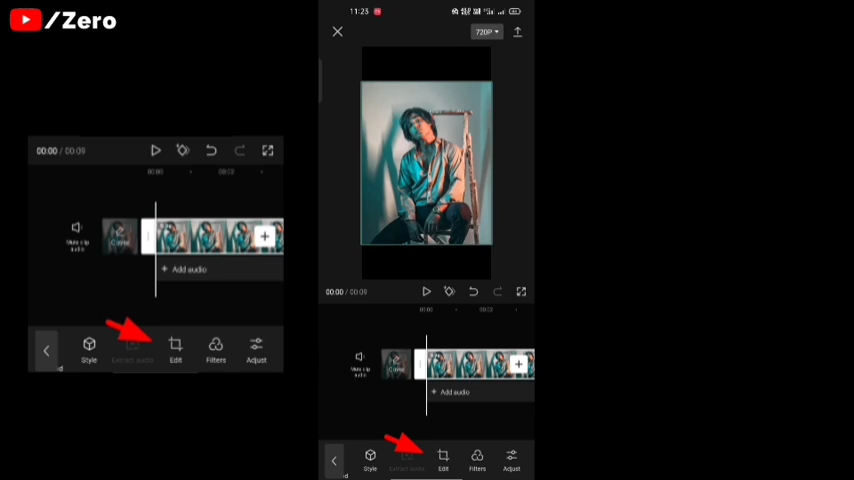 /Zero
11:23
720P
00:00 / 00:09
00:00
00:02
Mute clip audio
Cover
+ Add audio
Style
Extract audio
Edit
Filters
Adjust
00:00 / 00:09
00:00
00:02
Mute clip audio
Cover
+ Add audio
Style
Extract audio
Edit
Filters
Adjust